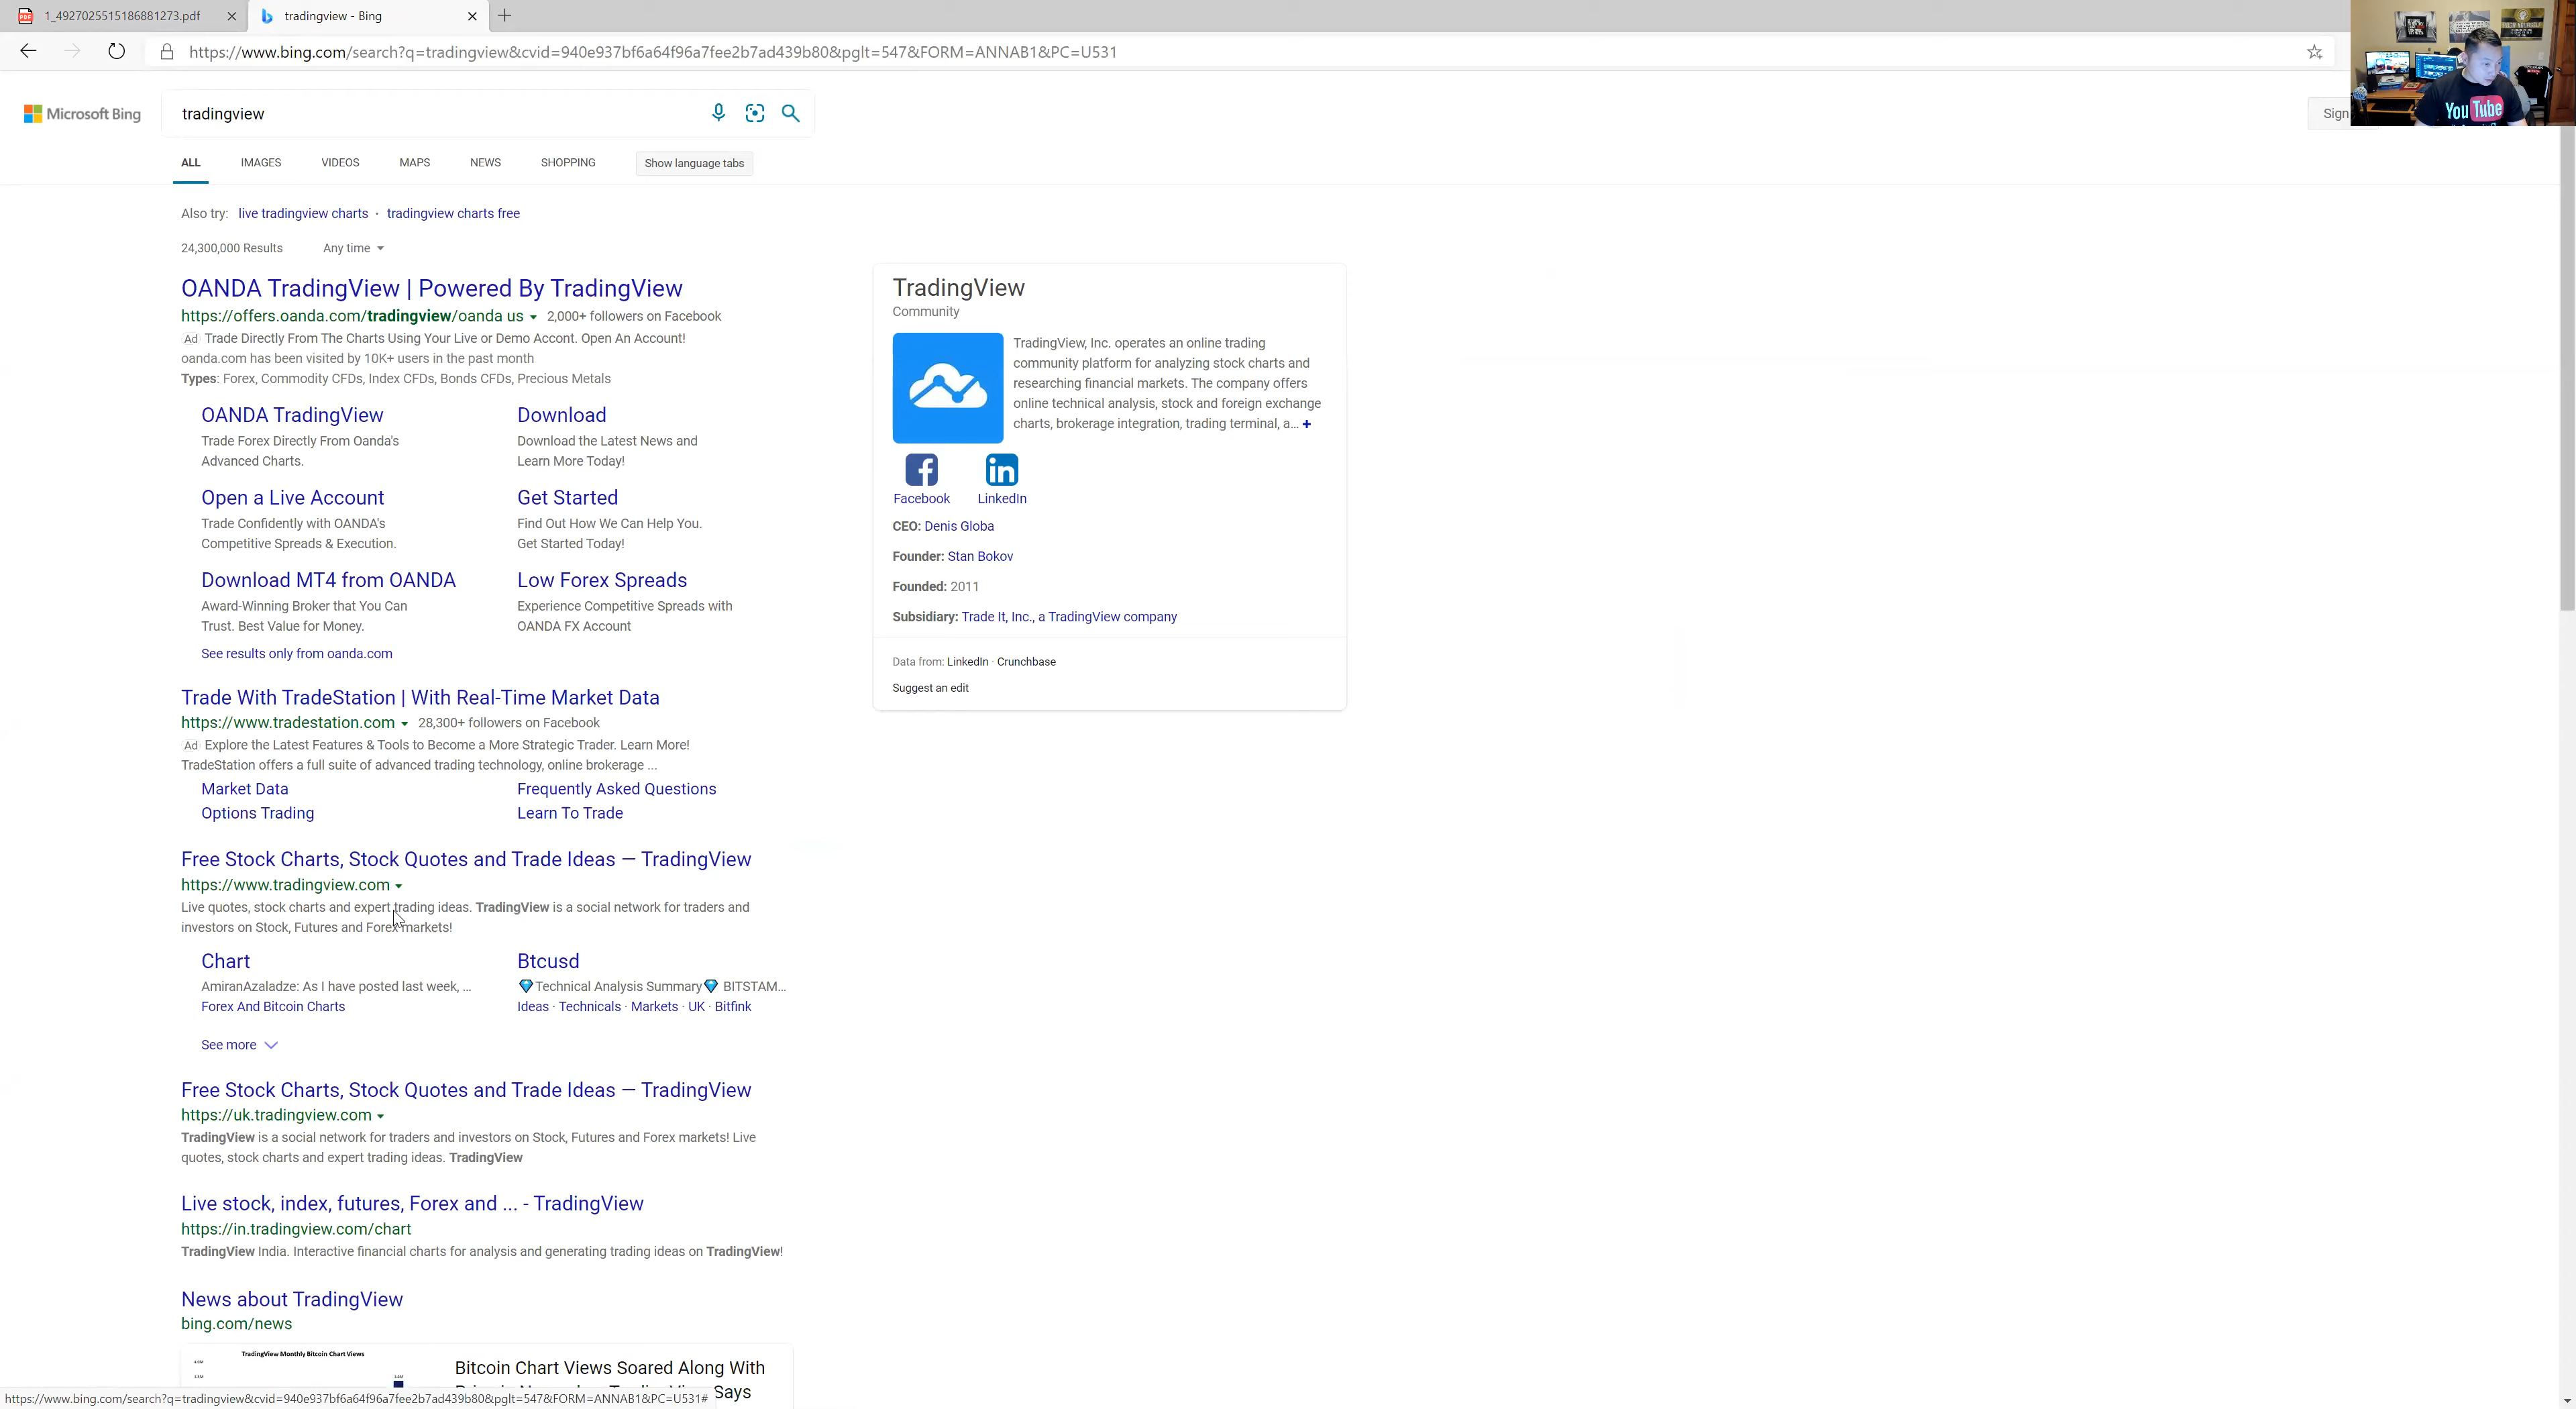 1_4927025515186881273.pdf
tradingview - Bing
https://www.bing.com/search?q=tradingview&cvid=940e937bf6a64f96a7fee2b7ad439b80&pglt=547&FORM=ANNAB1&PC=U531
Microsoft Bing
tradingview
Sign
You Tube
ALL IMAGES VIDEOS MAPS NEWS SHOPPING Show language tabs
Also try: live tradingview charts · tradingview charts free
24,300,000 Results Any time
OANDA TradingView | Powered By TradingView
https://offers.oanda.com/tradingview/oanda us 2,000+ followers on Facebook
Ad Trade Directly From The Charts Using Your Live or Demo Accont. Open An Account!
oanda.com has been visited by 10K+ users in the past month
Types: Forex, Commodity CFDs, Index CFDs, Bonds CFDs, Precious Metals
OANDA TradingView
Trade Forex Directly From Oanda's
Advanced Charts.
Download
Download the Latest News and
Learn More Today!
Open a Live Account
Trade Confidently with OANDA's
Competitive Spreads & Execution.
Get Started
Find Out How We Can Help You.
Get Started Today!
Download MT4 from OANDA
Award-Winning Broker that You Can
Trust. Best Value for Money.
Low Forex Spreads
Experience Competitive Spreads with
OANDA FX Account
See results only from oanda.com
Trade With TradeStation | With Real-Time Market Data
https://www.tradestation.com 28,300+ followers on Facebook
Ad Explore the Latest Features & Tools to Become a More Strategic Trader. Learn More!
TradeStation offers a full suite of advanced trading technology, online brokerage ...
Market Data Frequently Asked Questions
Options Trading Learn To Trade
Free Stock Charts, Stock Quotes and Trade Ideas — TradingView
https://www.tradingview.com
Live quotes, stock charts and expert trading ideas. TradingView is a social network for traders and
investors on Stock, Futures and Forex markets!
Chart
AmiranAzaladze: As I have posted last week, ...
Forex And Bitcoin Charts
Btcusd
💎Technical Analysis Summary💎 BITSTAM...
Ideas · Technicals · Markets · UK · Bitfink
See more
Free Stock Charts, Stock Quotes and Trade Ideas — TradingView
https://uk.tradingview.com
TradingView is a social network for traders and investors on Stock, Futures and Forex markets! Live
quotes, stock charts and expert trading ideas. TradingView
Live stock, index, futures, Forex and ... - TradingView
https://in.tradingview.com/chart
TradingView India. Interactive financial charts for analysis and generating trading ideas on TradingView!
News about TradingView
bing.com/news
TradingView Monthly Bitcoin Chart Views
Bitcoin Chart Views Soared Along With
Says
https://www.bing.com/search?q=tradingview&cvid=940e937bf6a64f96a7fee2b7ad439b80&pglt=547&FORM=ANNAB1&PC=U531#
TradingView
Community
TradingView, Inc. operates an online trading
community platform for analyzing stock charts and
researching financial markets. The company offers
online technical analysis, stock and foreign exchange
charts, brokerage integration, trading terminal, a... +
Facebook LinkedIn
CEO: Denis Globa
Founder: Stan Bokov
Founded: 2011
Subsidiary: Trade It, Inc., a TradingView company
Data from: LinkedIn · Crunchbase
Suggest an edit